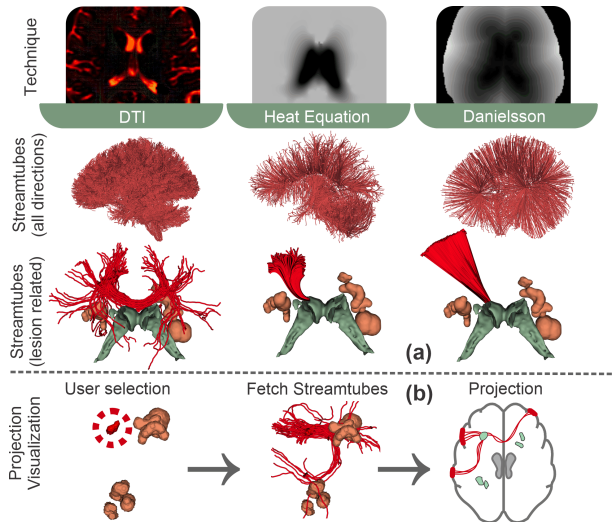 Technique
DTI
Heat Equation
Danielsson
Streamtubes
(all directions)
Streamtubes
(lesion related)
(a)
Projection
Visualization
User selection
Fetch Streamtubes
(b)
Projection